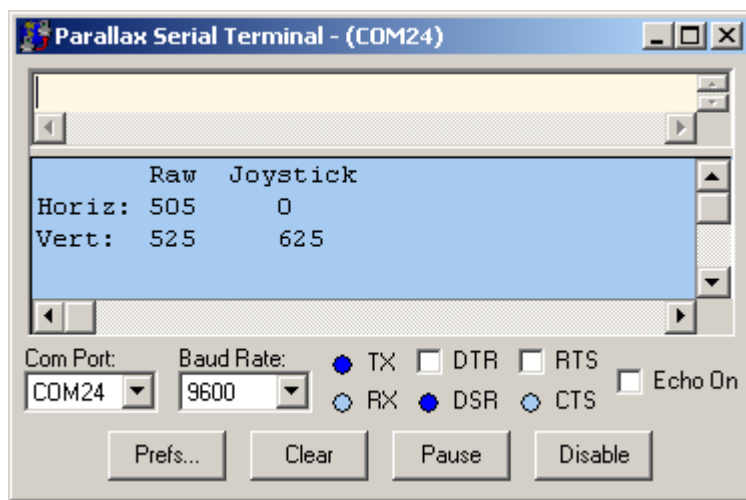 Parallax Serial Terminal - (COM24)
Raw Joystick
Horiz: 505 0
Vert: 525 625
Com Port: Baud Rate: TX DTR RTS
COM24 9600 RX DSR CTS Echo On
Prefs... Clear Pause Disable